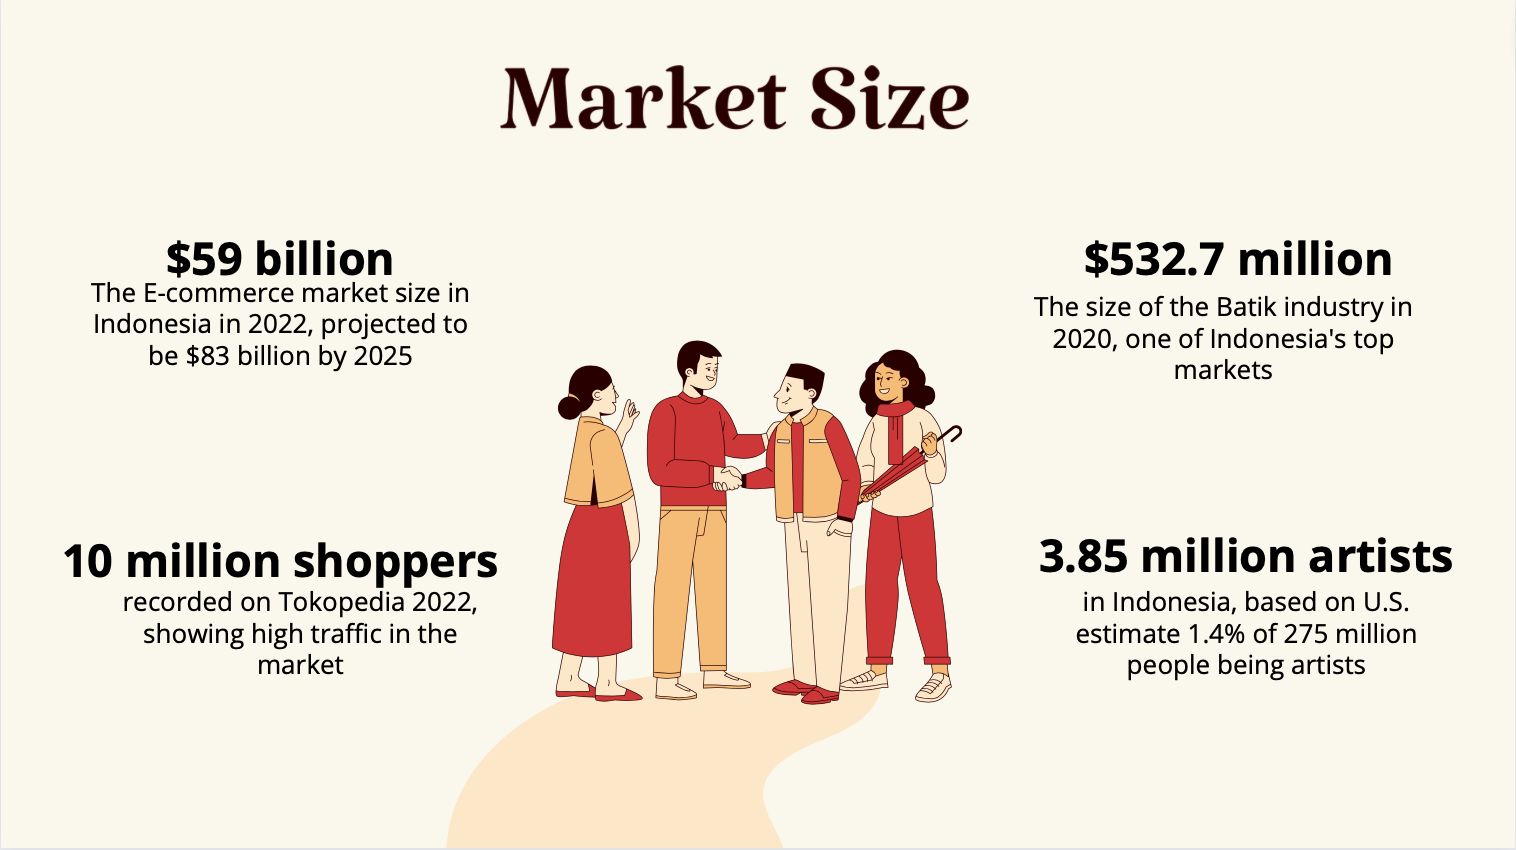 Market Size
$59 billion
The E-commerce market size in
Indonesia in 2022, projected to
be $83 billion by 2025
$532.7 million
The size of the Batik industry in
2020, one of Indonesia's top
markets
10 million shoppers
recorded on Tokopedia 2022,
showing high traffic in the
market
3.85 million artists
in Indonesia, based on U.S.
estimate 1.4% of 275 million
people being artists